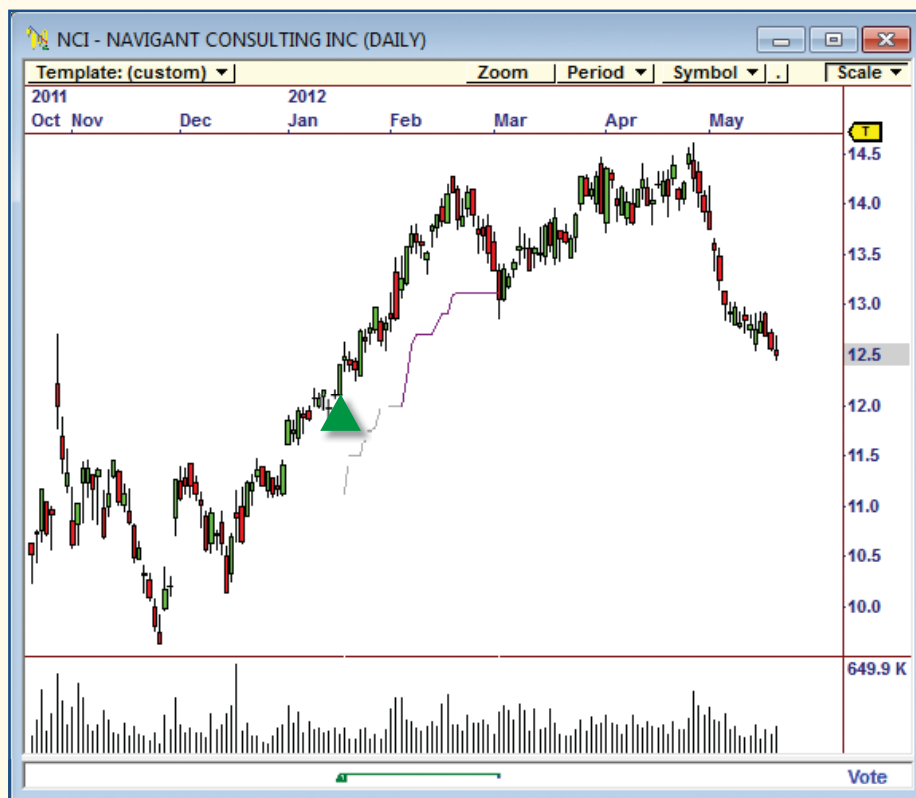 NCI - NAVIGANT CONSULTING INC (DAILY)
Template: (custom) Zoom Period Symbol . Scale
2011 2012
Oct Nov Dec Jan Feb Mar Apr May
T
14.5
14.0
13.5
13.0
12.5
12.0
11.5
11.0
10.5
10.0
649.9 K
Vote